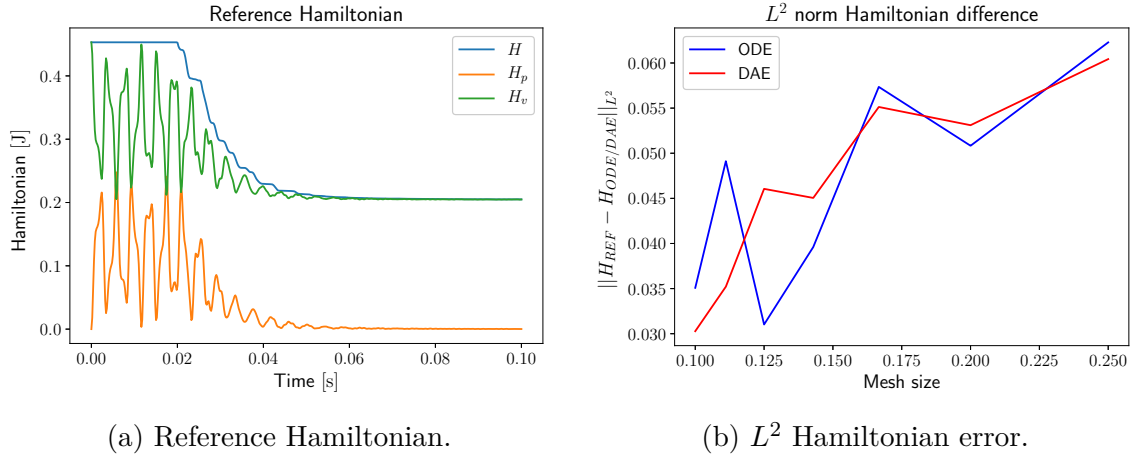 Reference Hamiltonian
Hamiltonian [J]
0.4
0.3
0.2
0.1
0.0
H
H_p
H_v
0.00 0.02 0.04 0.06 0.08 0.10
Time [s]
(a) Reference Hamiltonian.
L² norm Hamiltonian difference
||H_{REF} − H_{ODE/DAE}||_{L²}
0.060
0.055
0.050
0.045
0.040
0.035
0.030
ODE
DAE
0.100 0.125 0.150 0.175 0.200 0.225 0.250
Mesh size
(b) L² Hamiltonian error.